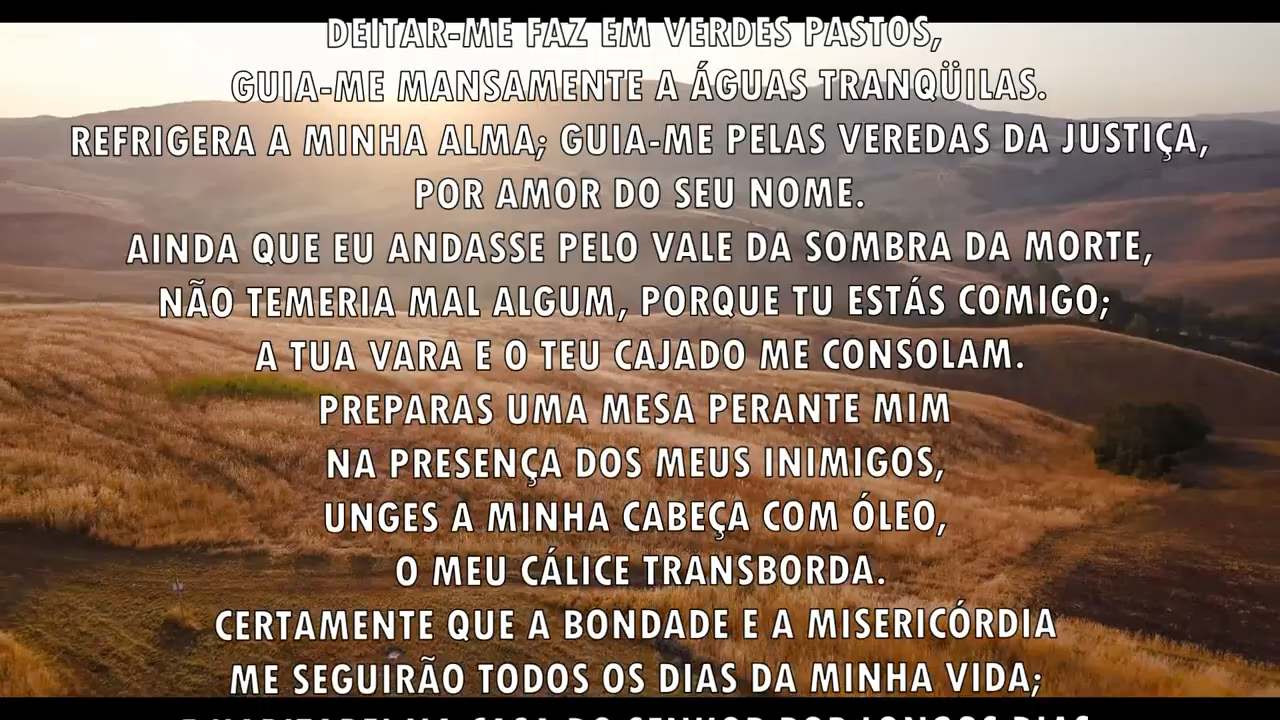 DEITAR-ME FAZ EM VERDES PASTOS,
GUIA-ME MANSAMENTE A ÁGUAS TRANQÜILAS.
REFRIGERA A MINHA ALMA; GUIA-ME PELAS VEREDAS DA JUSTIÇA,
POR AMOR DO SEU NOME.
AINDA QUE EU ANDASSE PELO VALE DA SOMBRA DA MORTE,
NÃO TEMERIA MAL ALGUM, PORQUE TU ESTÁS COMIGO;
A TUA VARA E O TEU CAJADO ME CONSOLAM.
PREPARAS UMA MESA PERANTE MIM
NA PRESENÇA DOS MEUS INIMIGOS,
UNGES A MINHA CABEÇA COM ÓLEO,
O MEU CÁLICE TRANSBORDA.
CERTAMENTE QUE A BONDADE E A MISERICÓRDIA
ME SEGUIRÃO TODOS OS DIAS DA MINHA VIDA;